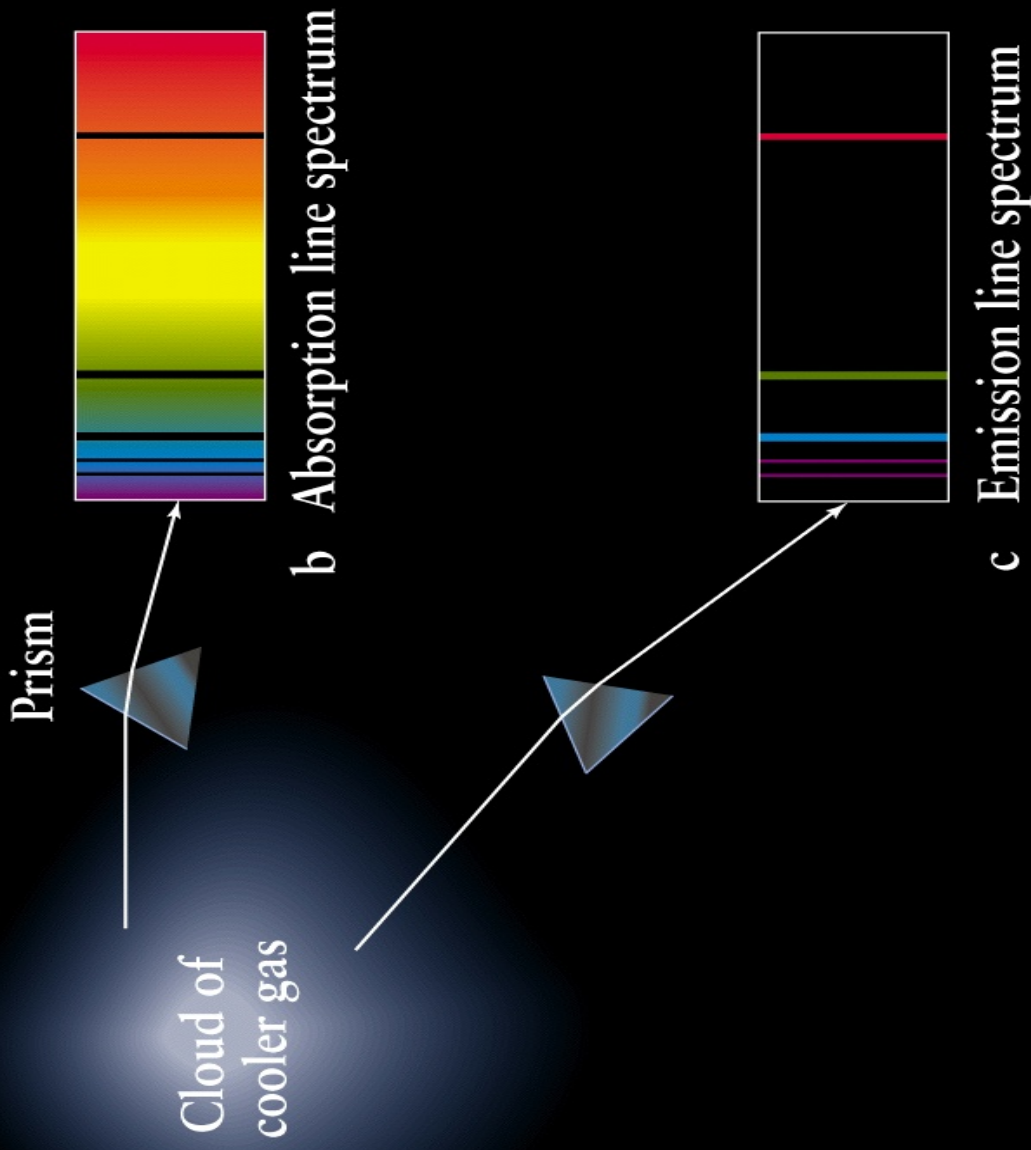 Prism
b Absorption line spectrum
Cloud of
cooler gas
c Emission line spectrum